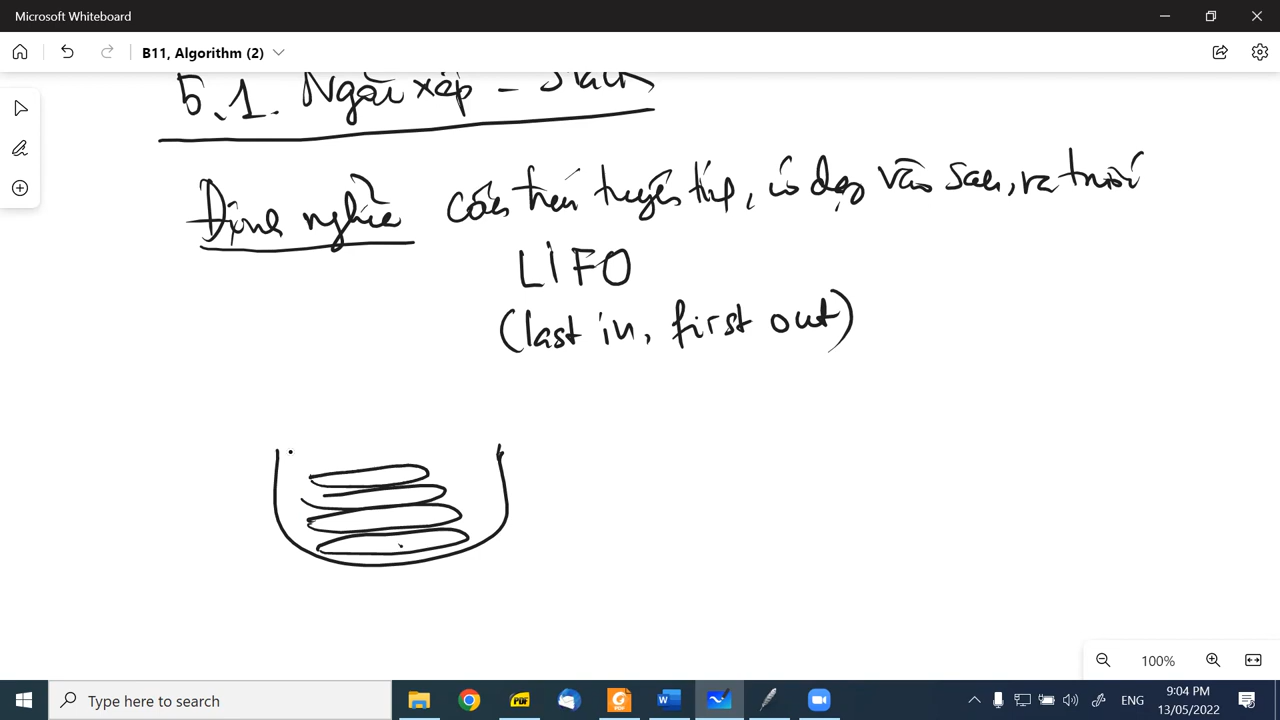 Microsoft Whiteboard
B11, Algorithm (2)
5.1. Ngăn xếp - Stack
Định nghĩa cấu trúc tuyến tính, có dạng vào sau, ra trước
LIFO
(last in, first out)
100%
Type here to search
PDF
ENG
9:04 PM
13/05/2022